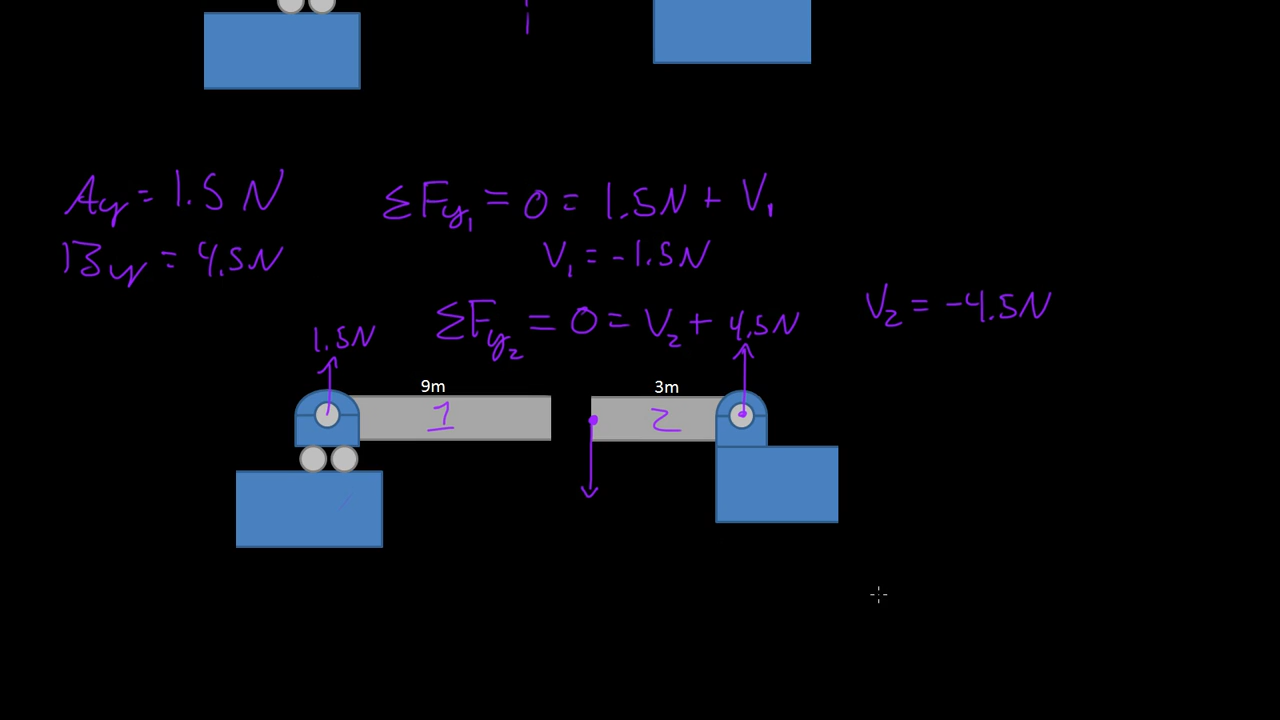 Ay = 1.5 N
ΣFy₁ = 0 = 1.5N + V₁
By = 4.5N
V₁ = -1.5N
V₂ = -4.5N
ΣFy₂ = 0 = V₂ + 4.5N
1.5N
9m
3m
1
2